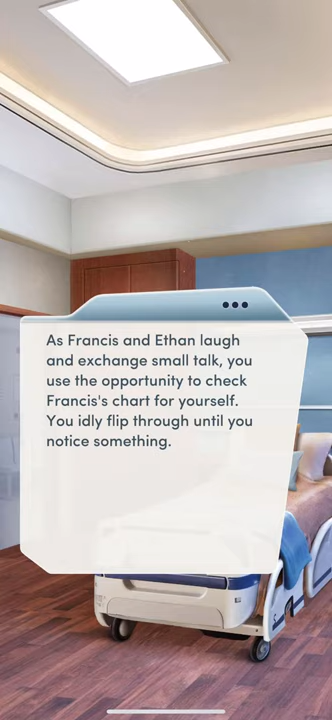 As Francis and Ethan laugh
and exchange small talk, you
use the opportunity to check
Francis's chart for yourself.
You idly flip through until you
notice something.